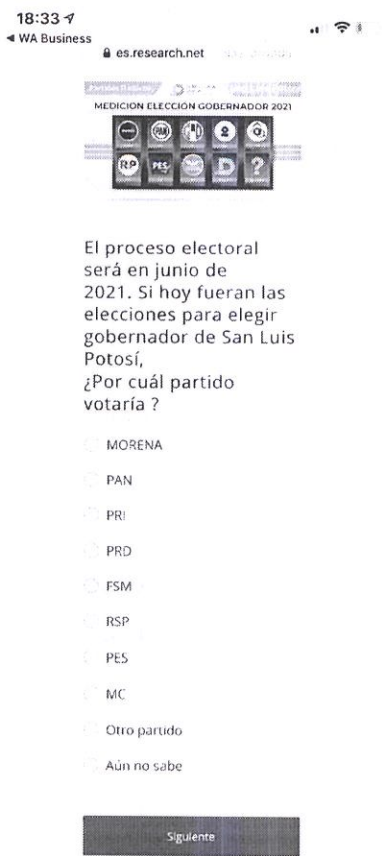 18:33
◄ WA Business
es.research.net
MEDICION ELECCIÓN GOBERNADOR 2021
PAN
RP
PES
D
?
El proceso electoral
será en junio de
2021. Si hoy fueran las
elecciones para elegir
gobernador de San Luis
Potosí,
¿Por cuál partido
votaría ?
MORENA
PAN
PRI
PRD
FSM
RSP
PES
MC
Otro partido
Aún no sabe
Siguiente